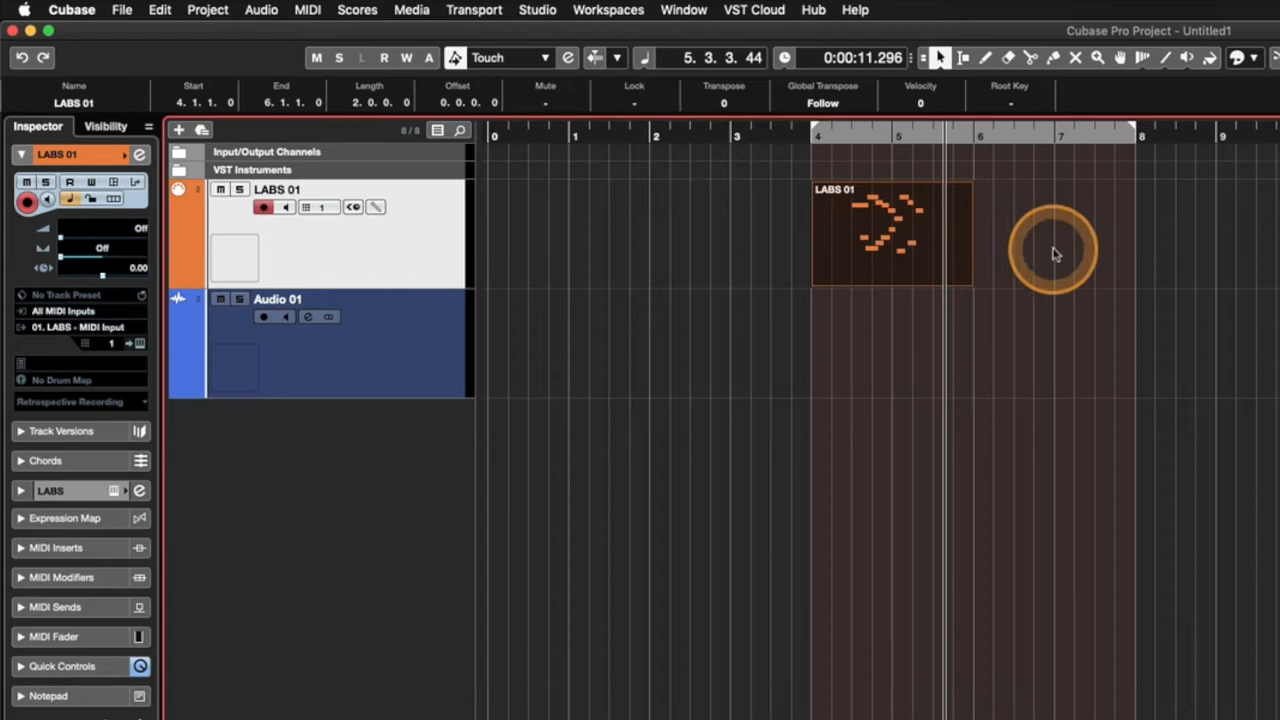 Cubase File Edit Project Audio MIDI Scores Media Transport Studio Workspaces Window VST Cloud Hub Help
Cubase Pro Project - Untitled1
M S L R W A Touch 5. 3. 3. 44 0:00:11.296
Name Start End Length Offset Mute Lock Transpose Global Transpose Velocity Root Key
LABS 01 4. 1. 1. 0 6. 1. 1. 0 2. 0. 0. 0 0. 0. 0. 0 - - 0 Follow 0 -
Inspector Visibility 8/8 0 1 2 3 4 5 6 7 8 9
LABS 01 Input/Output Channels
VST Instruments
M S R W 2 M S LABS 01 LABS 01
1
Off
Off
0.00
No Track Preset 3 M S Audio 01
All MIDI Inputs
01. LABS - MIDI Input
1
No Drum Map
Retrospective Recording
Track Versions
Chords
LABS
Expression Map
MIDI Inserts
MIDI Modifiers
MIDI Sends
MIDI Fader
Quick Controls
Notepad